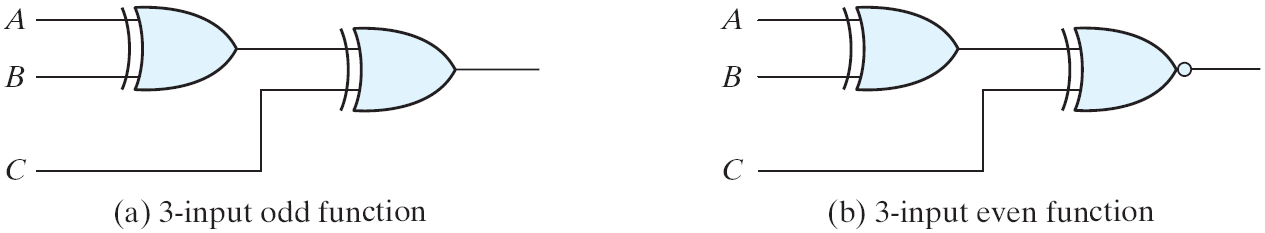 A
B
C
(a) 3-input odd function
A
B
C
(b) 3-input even function